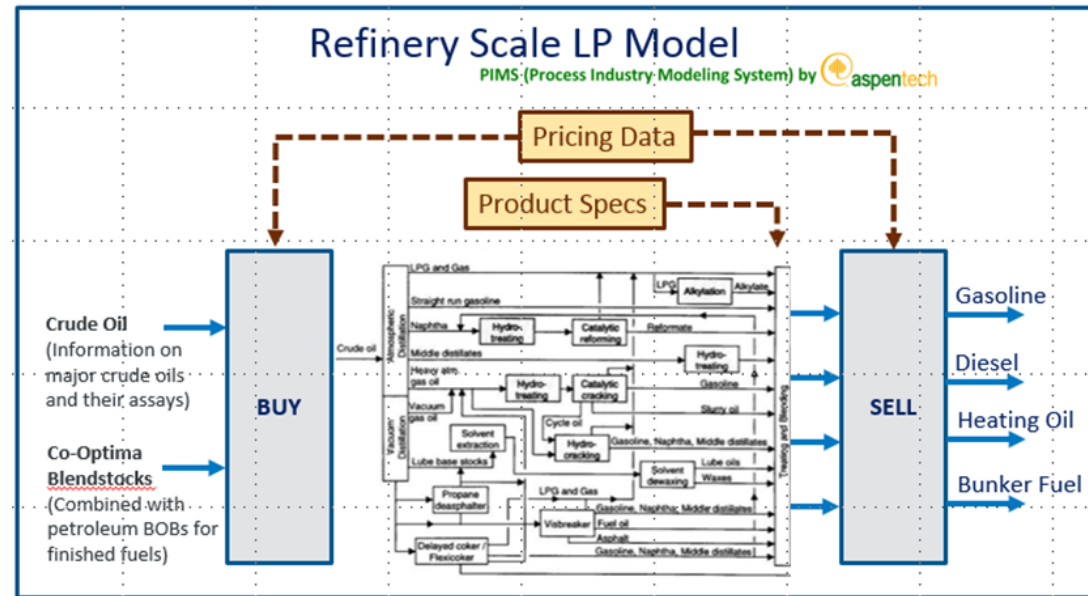 Refinery Scale LP Model
PIMS (Process Industry Modeling System) by aspentech
Pricing Data
Product Specs
Crude Oil
(Information on
major crude oils
and their assays)
Co-Optima
Blendstocks
(Combined with
petroleum BOBs for
finished fuels)
BUY
Crude oil
Atmospheric
Distillation
Vacuum
Distillation
LPG and Gas
LPG
Alkylation
Alkylate
Straight run gasoline
Naphtha
Hydro-
treating
Catalytic
reforming
Reformate
Middle distillates
Hydro-
treating
Heavy atm.
gas oil
Hydro-
treating
Catalytic
cracking
Gasoline
Vacuum
gas oil
Slurry oil
Cycle oil
Solvent
extraction
Hydro-
cracking
Gasoline, Naphtha, Middle distillates
Lube base stocks
Solvent
dewaxing
Lube oils
Waxes
Propane
deasphalter
LPG and Gas
Gasoline, Naphtha, Middle distillates
Visbreaker
Fuel oil
Asphalt
Delayed coker /
Flexicoker
Gasoline, Naphtha, Middle distillates
Treating and Blending
SELL
Gasoline
Diesel
Heating Oil
Bunker Fuel